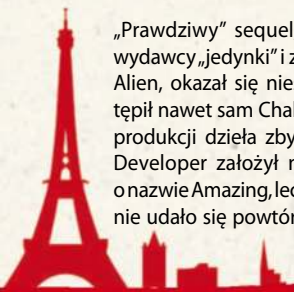 „Prawdziwy” sequel
wydawcy „jedynki” i z
Alien, okazał się nie
tępił nawet sam Chal
produkcji dzieła zby
Developer założył n
o nazwie Amazing, lec
nie udało się powtór